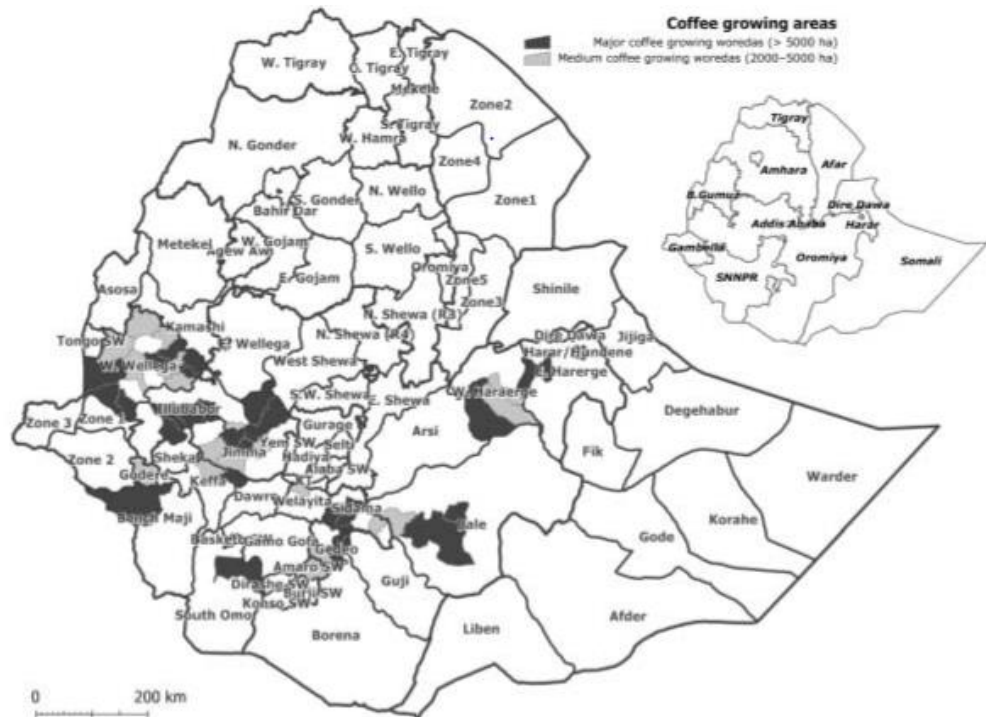 Coffee growing areas
Major coffee growing woredas (> 5000 ha)
Medium coffee growing woredas (2000–5000 ha)
W. Tigray
C. Tigray
E. Tigray
Mekele
S. Tigray
Zone2
N. Gonder
W. Hamra
Zone4
Zone1
S. Gonder
N. Wello
Bahir Dar
Metekel
W. Gojam
Agew Awi
E. Gojam
S. Wello
Oromiya
Zone5
Zone3
Asosa
N. Shewa (R3)
N. Shewa (R4)
Shinile
Kamashi
Tongo SW
E. Wellega
W. Wellega
West Shewa
Dire Dawa
Jijiga
Harar/Hundene
E. Harerge
W. Haraerge
S.W. Shewa
E. Shewa
Illubabor
Zone 3
Zone 1
Gurage
Arsi
Degehabur
Zone 2
Sheka
Jimma
Yem SW
Selti
Hadiya
Alaba SW
KT
Fik
Warder
Godere
Keffa
Dawro
Welayita
Sidama
Bale
Korahe
Bench Maji
Gode
Basketo SW
Gamo Gofa
Gedeo
Amaro SW
Guji
Dirashe SW
Burji SW
Konso SW
South Omo
Borena
Liben
Afder
Tigray
Afar
Amhara
B.Gumuz
Dire Dawa
Addis Ababa
Harar
Gambella
Oromiya
Somali
SNNPR
0 200 km